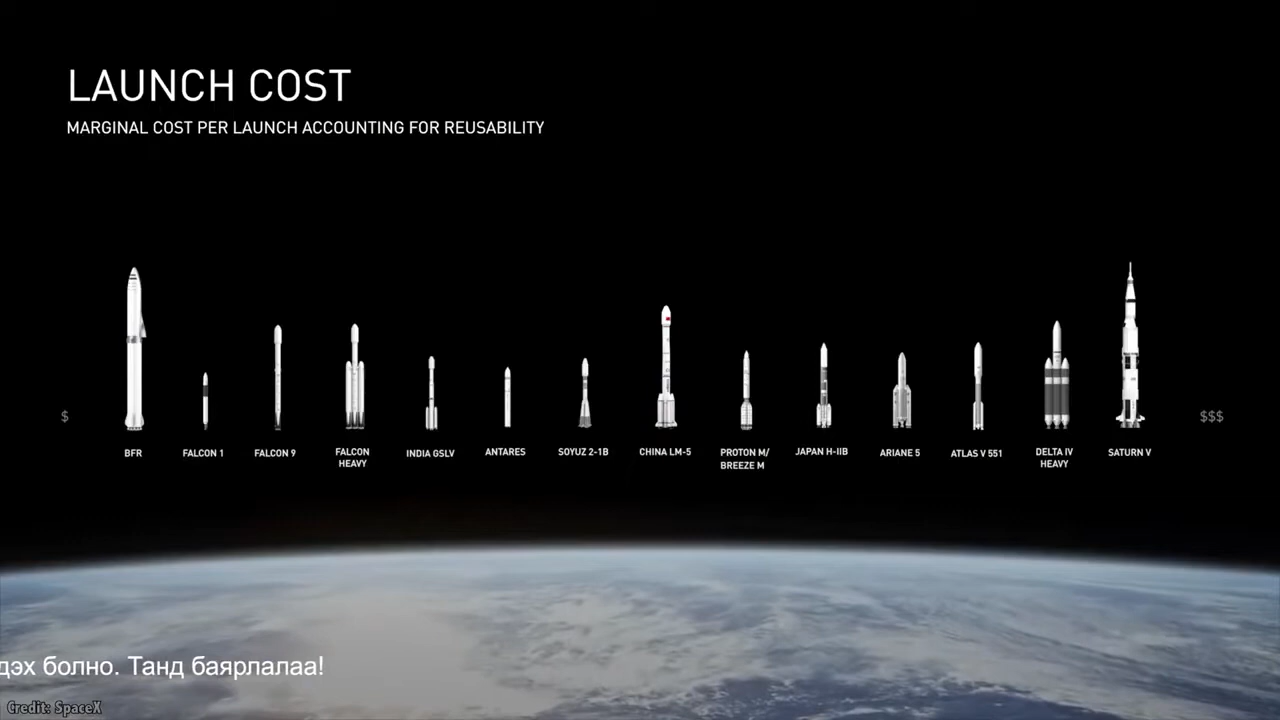 LAUNCH COST
MARGINAL COST PER LAUNCH ACCOUNTING FOR REUSABILITY
$
$$$
BFR
FALCON 1
FALCON 9
FALCON
HEAVY
INDIA GSLV
ANTARES
SOYUZ 2-1B
CHINA LM-5
PROTON M/
BREEZE M
JAPAN H-IIB
ARIANE 5
ATLAS V 551
DELTA IV
HEAVY
SATURN V
болно. Танд баярлалаа!
Credit: SpaceX